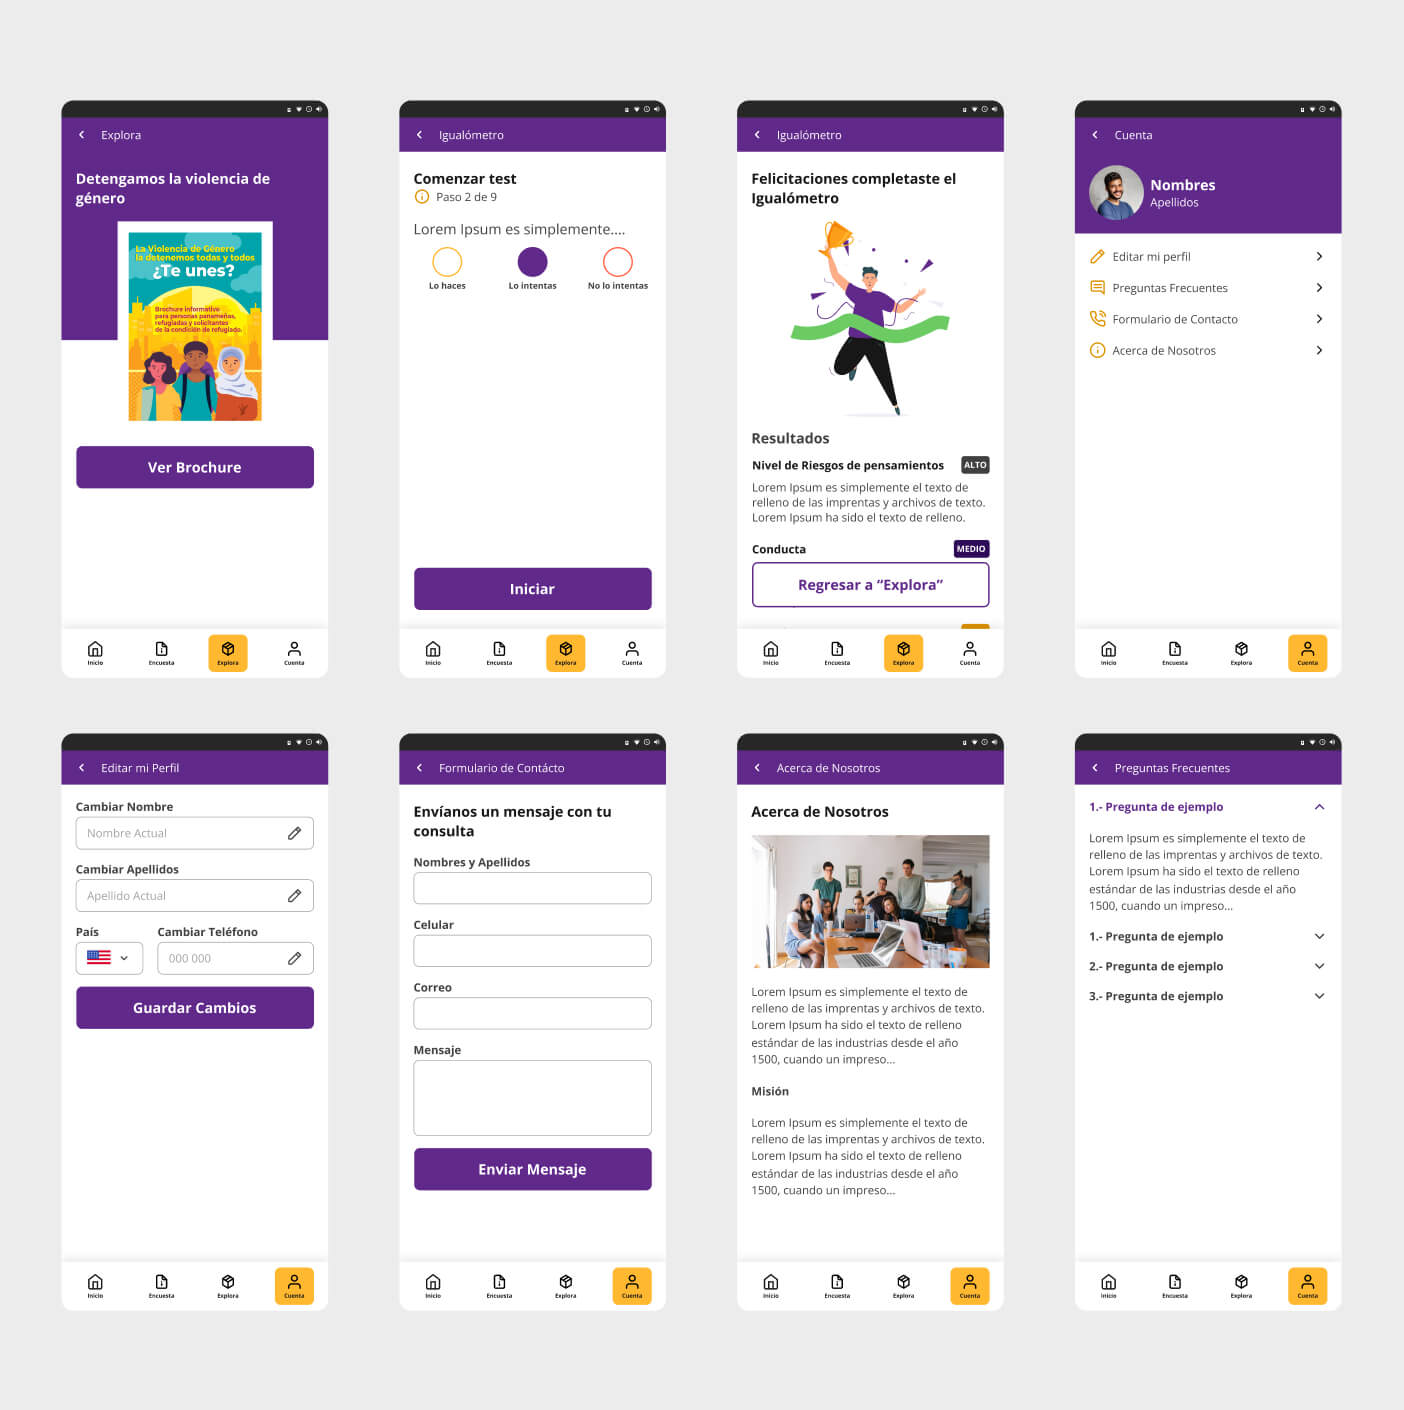 Explora
Detengamos la violencia de
género
La Violencia de Género
la detenemos todas y todos
¿Te unes?
Brochure informativo
para personas panameñas,
refugiadas y solicitantes
de la condición de refugiado.
Ver Brochure
Inicio
Encuesta
Explora
Cuenta
Igualómetro
Comenzar test
Paso 2 de 9
Lorem Ipsum es simplemente....
Lo haces
Lo intentas
No lo intentas
Iniciar
Inicio
Encuesta
Explora
Cuenta
Igualómetro
Felicitaciones completaste el
Igualómetro
Resultados
Nivel de Riesgos de pensamientos
ALTO
Lorem Ipsum es simplemente el texto de
relleno de las imprentas y archivos de texto.
Lorem Ipsum ha sido el texto de relleno.
Conducta
MEDIO
Regresar a “Explora”
Inicio
Encuesta
Explora
Cuenta
Cuenta
Nombres
Apellidos
Editar mi perfil
Preguntas Frecuentes
Formulario de Contacto
Acerca de Nosotros
Inicio
Encuesta
Explora
Cuenta
Editar mi Perfil
Cambiar Nombre
Nombre Actual
Cambiar Apellidos
Apellido Actual
País
Cambiar Teléfono
000 000
Guardar Cambios
Inicio
Encuesta
Explora
Cuenta
Formulario de Contácto
Envíanos un mensaje con tu
consulta
Nombres y Apellidos
Celular
Correo
Mensaje
Enviar Mensaje
Inicio
Encuesta
Explora
Cuenta
Acerca de Nosotros
Acerca de Nosotros
Lorem Ipsum es simplemente el texto de
relleno de las imprentas y archivos de texto.
Lorem Ipsum ha sido el texto de relleno
estándar de las industrias desde el año
1500, cuando un impreso...
Misión
Lorem Ipsum es simplemente el texto de
relleno de las imprentas y archivos de texto.
Lorem Ipsum ha sido el texto de relleno
estándar de las industrias desde el año
1500, cuando un impreso...
Inicio
Encuesta
Explora
Cuenta
Preguntas Frecuentes
1.- Pregunta de ejemplo
Lorem Ipsum es simplemente el texto de
relleno de las imprentas y archivos de texto.
Lorem Ipsum ha sido el texto de relleno
estándar de las industrias desde el año
1500, cuando un impreso...
1.- Pregunta de ejemplo
2.- Pregunta de ejemplo
3.- Pregunta de ejemplo
Inicio
Encuesta
Explora
Cuenta